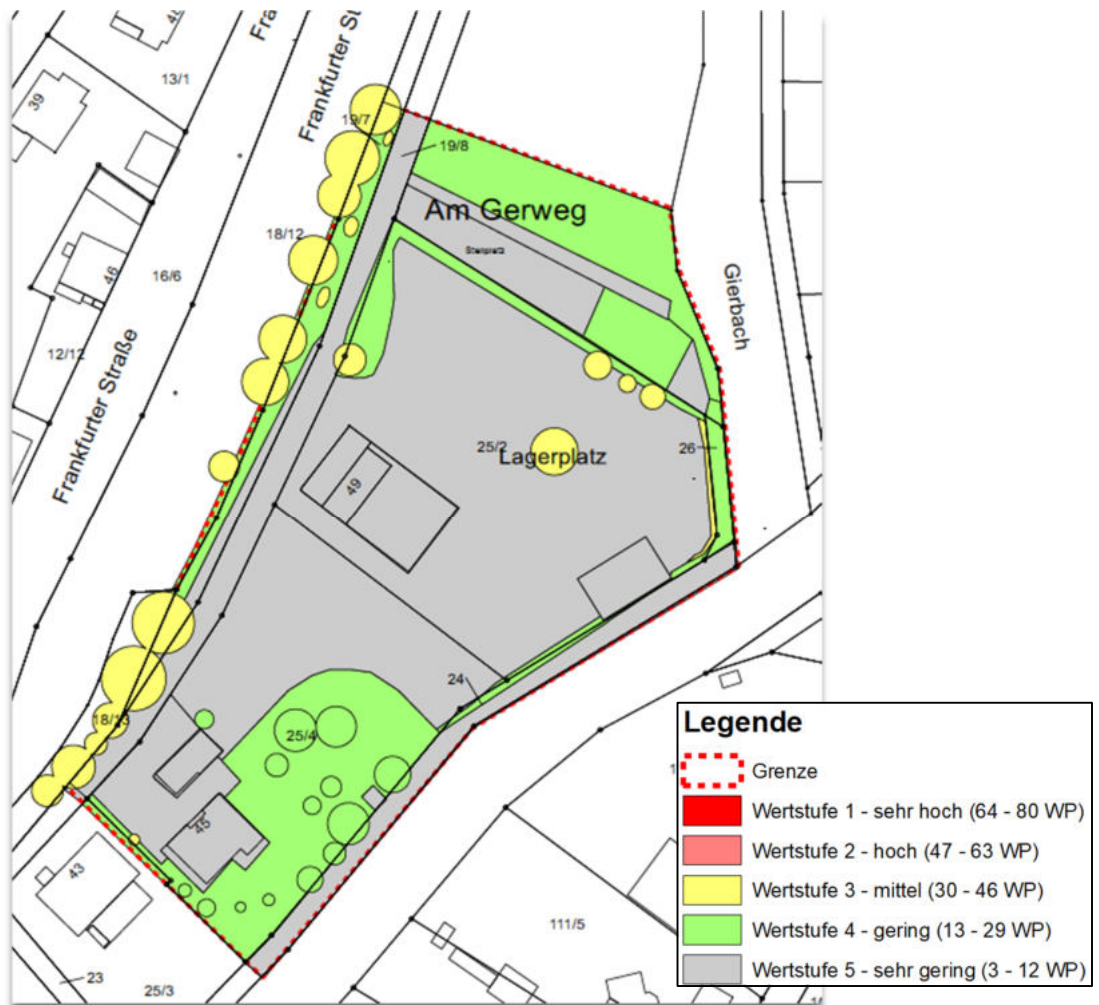 Frankfurter St
13/1
39
19/7
19/8
Am Gerweg
18/12
46
16/6
Gierbach
12/12
Frankfurter Straße
25/2
Lagerplatz
26
49
24
18/13
25/4
45
43
111/5
23
25/3
Legende
Grenze
Wertstufe 1 - sehr hoch (64 - 80 WP)
Wertstufe 2 - hoch (47 - 63 WP)
Wertstufe 3 - mittel (30 - 46 WP)
Wertstufe 4 - gering (13 - 29 WP)
Wertstufe 5 - sehr gering (3 - 12 WP)